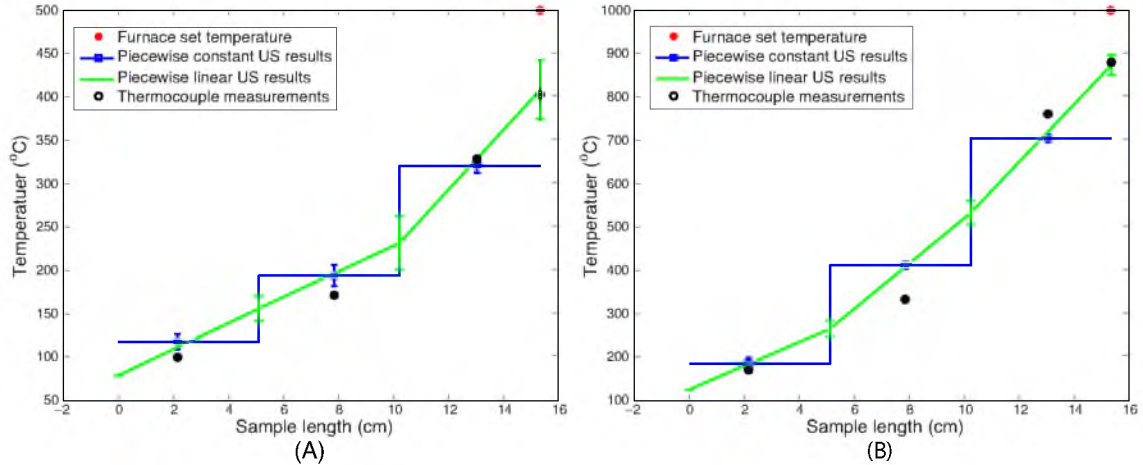 500
450
400
350
300
250
200
150
100
50
Temperatuer (°C)
Furnace set temperature
Piecewise constant US results
Piecewise linear US results
Thermocouple measurements
−2 0 2 4 6 8 10 12 14 16
Sample length (cm)
(A)
1000
900
800
700
600
500
400
300
200
100
Temperatuer (°C)
Furnace set temperature
Piecewise constant US results
Piecewise linear US results
Thermocouple measurements
−2 0 2 4 6 8 10 12 14 16
Sample length (cm)
(B)